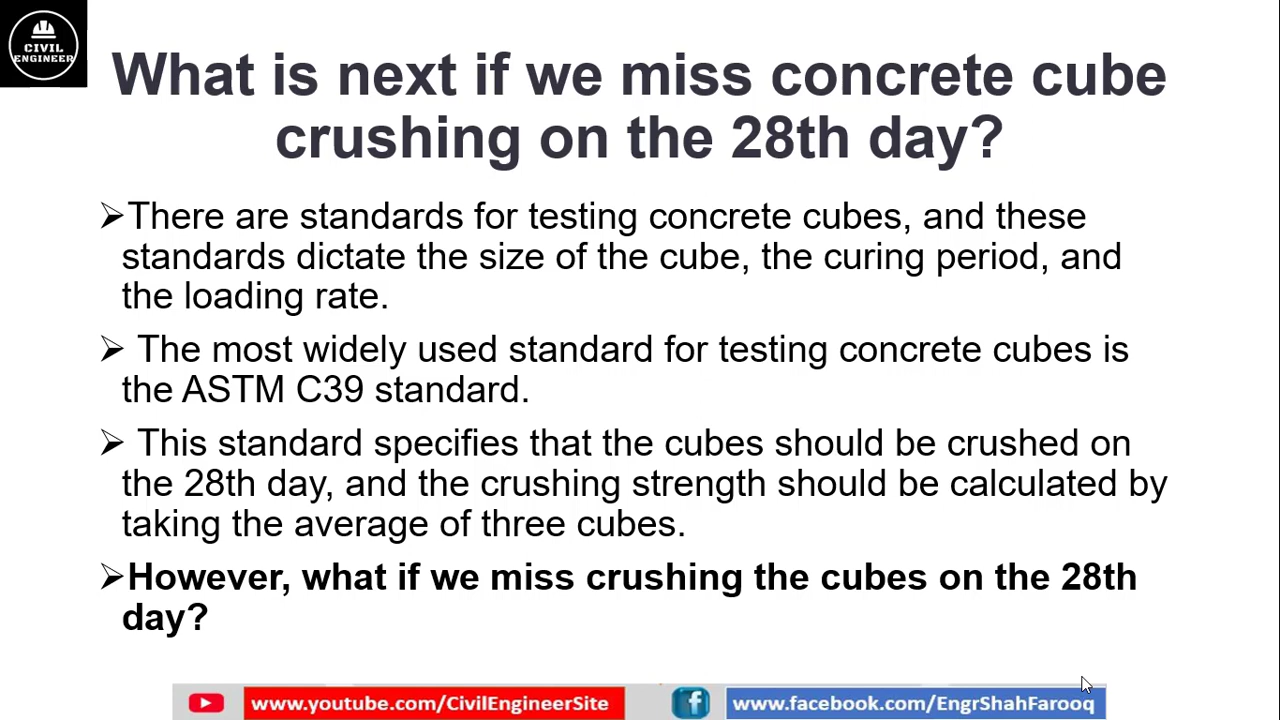 CIVIL
ENGINEER
What is next if we miss concrete cube
crushing on the 28th day?
➢There are standards for testing concrete cubes, and these
standards dictate the size of the cube, the curing period, and
the loading rate.
➢ The most widely used standard for testing concrete cubes is
the ASTM C39 standard.
➢ This standard specifies that the cubes should be crushed on
the 28th day, and the crushing strength should be calculated by
taking the average of three cubes.
➢However, what if we miss crushing the cubes on the 28th
day?
www.youtube.com/CivilEngineerSite
www.facebook.com/EngrShahFarooq